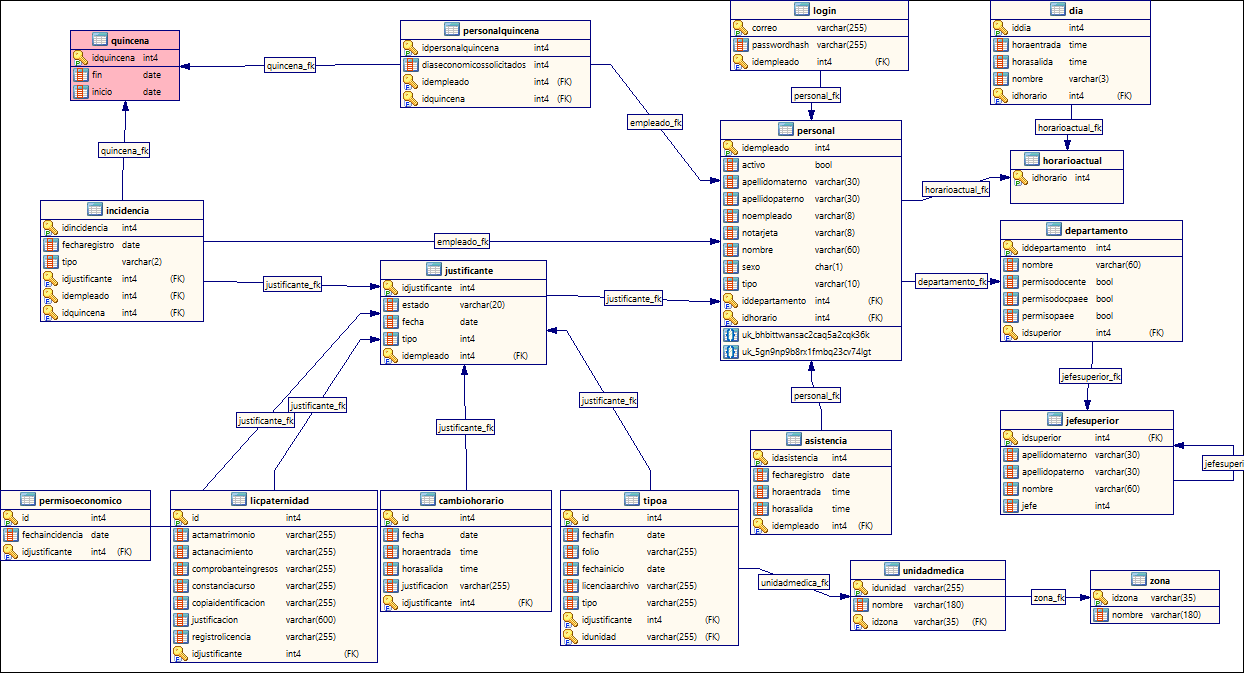 quincena
idquincena int4
fin date
inicio date
quincena_fk
personalquincena
idpersonalquincena int4
diaseconomicossolicitados int4
idempleado int4 (FK)
idquincena int4 (FK)
empleado_fk
login
correo varchar(255)
passwordhash varchar(255)
idempleado int4 (FK)
personal_fk
dia
iddia int4
horaentrada time
horasalida time
nombre varchar(3)
idhorario int4 (FK)
horarioactual_fk
quincena_fk
personal
idempleado int4
activo bool
apellidomaterno varchar(30)
apellidopaterno varchar(30)
noempleado varchar(8)
notarjeta varchar(8)
nombre varchar(60)
sexo char(1)
tipo varchar(10)
iddepartamento int4 (FK)
idhorario int4 (FK)
uk_bhbittwansac2caq5a2cqk36k
uk_5gn9np9b8rx1fmbq23cv74lgt
horarioactual_fk
horarioactual
idhorario int4
incidencia
idincidencia int4
fecharegistro date
tipo varchar(2)
idjustificante int4 (FK)
idempleado int4 (FK)
idquincena int4 (FK)
empleado_fk
justificante_fk
justificante
idjustificante int4
estado varchar(20)
fecha date
tipo int4
idempleado int4 (FK)
justificante_fk
departamento_fk
departamento
iddepartamento int4
nombre varchar(60)
permisodocente bool
permisodocpaee bool
permisopaee bool
idsuperior int4 (FK)
jefesuperior_fk
justificante_fk
justificante_fk
justificante_fk
justificante_fk
personal_fk
asistencia
idasistencia int4
fecharegistro date
horaentrada time
horasalida time
idempleado int4 (FK)
jefesuperior
idsuperior int4 (FK)
apellidomaterno varchar(30)
apellidopaterno varchar(30)
nombre varchar(60)
jefe int4
jefesuperi
permisoeconomico
id int4
fechaincidencia date
idjustificante int4 (FK)
licpaternidad
id int4
actamatrimonio varchar(255)
actanacimiento varchar(255)
comprobanteingresos varchar(255)
constanciacurso varchar(255)
copiaidentificacion varchar(255)
justificacion varchar(600)
registrolicencia varchar(255)
idjustificante int4 (FK)
cambiohorario
id int4
fecha date
horaentrada time
horasalida time
justificacion varchar(255)
idjustificante int4 (FK)
tipoa
id int4
fechafin date
folio varchar(255)
fechainicio date
licenciaarchivo varchar(255)
tipo varchar(255)
idjustificante int4 (FK)
idunidad varchar(255) (FK)
unidadmedica_fk
unidadmedica
idunidad varchar(255)
nombre varchar(180)
idzona varchar(35) (FK)
zona_fk
zona
idzona varchar(35)
nombre varchar(180)